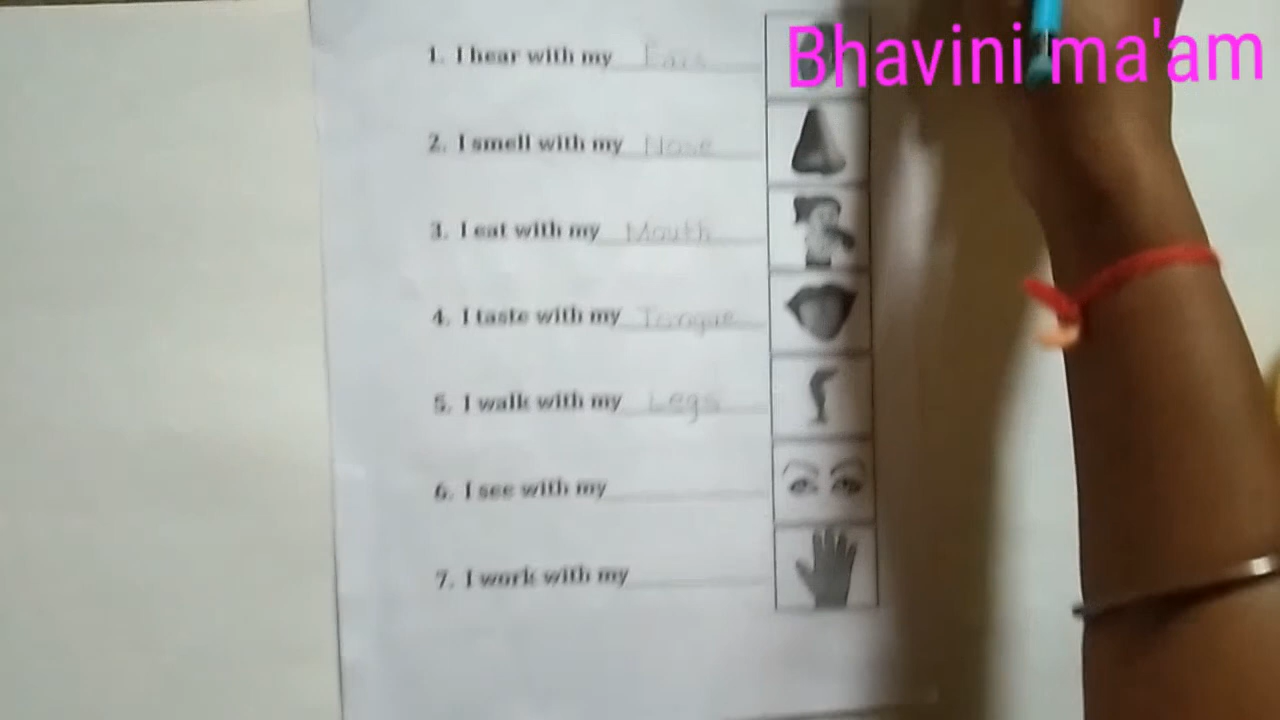 Bhavini ma'am
1. I hear with my Ears
2. I smell with my Nose
3. I eat with my Mouth
4. I taste with my Tongue
5. I walk with my Legs
6. I see with my
7. I work with my